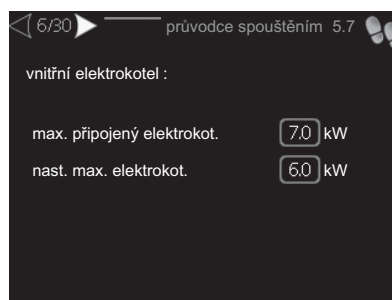 6/30 průvodce spouštěním 5.7
vnitřní elektrokotel :
max. připojený elektrokot. 7.0 kW
nast. max. elektrokot. 6.0 kW